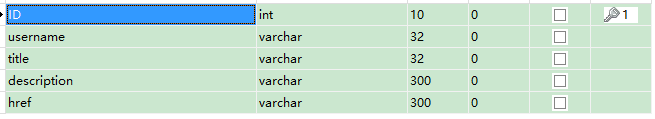 ID int 10 0 1
username varchar 32 0
title varchar 32 0
description varchar 300 0
href varchar 300 0